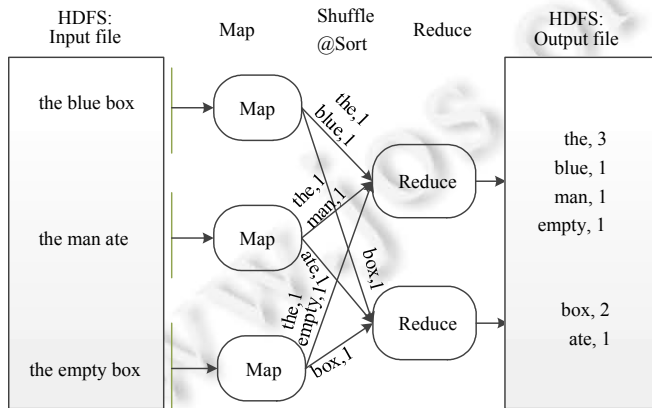 HDFS:
Input file
Map
Shuffle
@Sort
Reduce
HDFS:
Output file
the blue box
Map
the,1
blue,1
the, 3
blue, 1
man, 1
empty, 1
Reduce
the,1
man,1
the man ate
Map
ate,1
box,1
the,1
empty,1
Reduce
box, 2
ate, 1
the empty box
Map
box,1